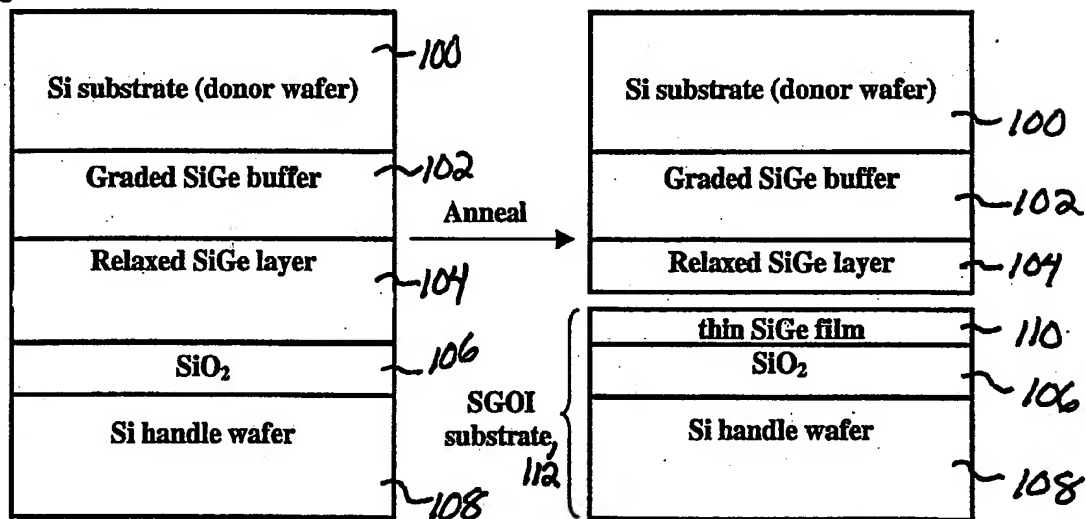 Si substrate (donor wafer)
100
Graded SiGe buffer
102
Relaxed SiGe layer
104
SiO₂
106
Si handle wafer
108
Anneal
Si substrate (donor wafer)
100
Graded SiGe buffer
102
Relaxed SiGe layer
104
thin SiGe film
110
SiO₂
106
SGOI
substrate,
112
Si handle wafer
108